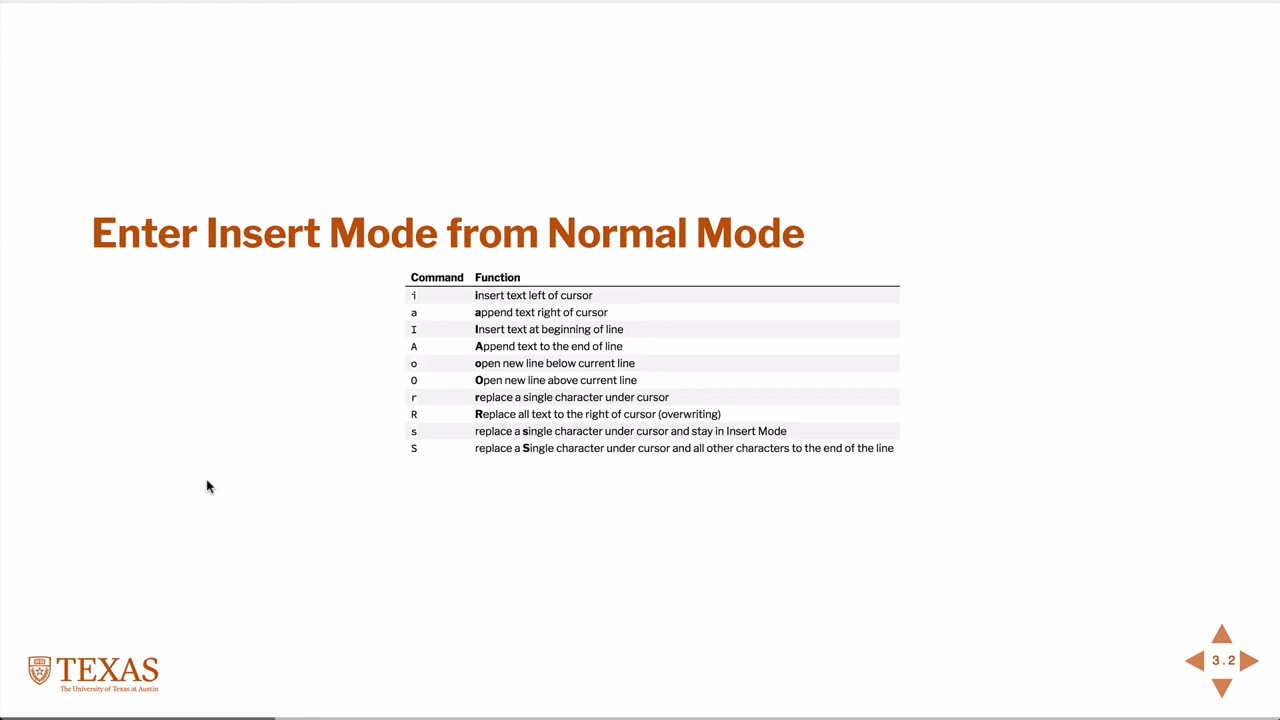 Enter Insert Mode from Normal Mode
Command Function
i insert text left of cursor
a append text right of cursor
I Insert text at beginning of line
A Append text to the end of line
o open new line below current line
O Open new line above current line
r replace a single character under cursor
R Replace all text to the right of cursor (overwriting)
s replace a single character under cursor and stay in Insert Mode
S replace a Single character under cursor and all other characters to the end of the line
TEXAS
The University of Texas at Austin
3.2